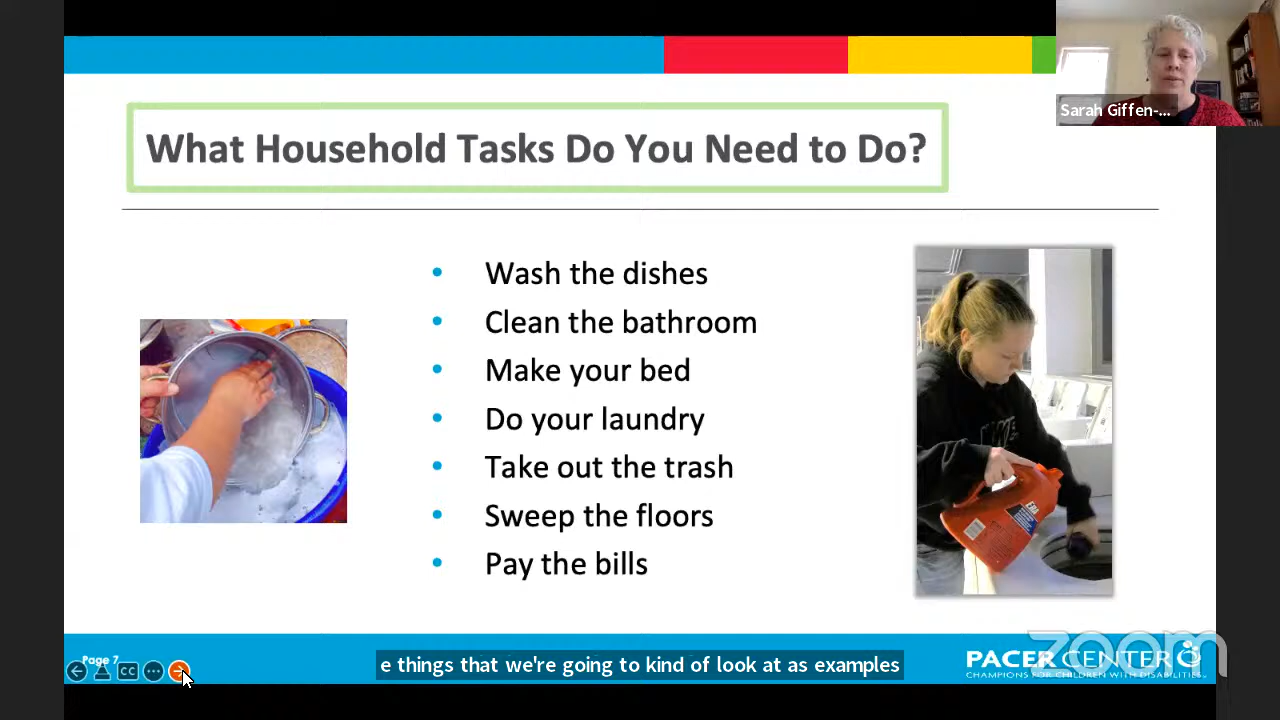 Sarah Giffen-...
What Household Tasks Do You Need to Do?
• Wash the dishes
• Clean the bathroom
• Make your bed
• Do your laundry
• Take out the trash
• Sweep the floors
• Pay the bills
ERA
Page 7
CC
e things that we're going to kind of look at as examples
zoom
PACER CENTER
CHAMPIONS FOR CHILDREN WITH DISABILITIES